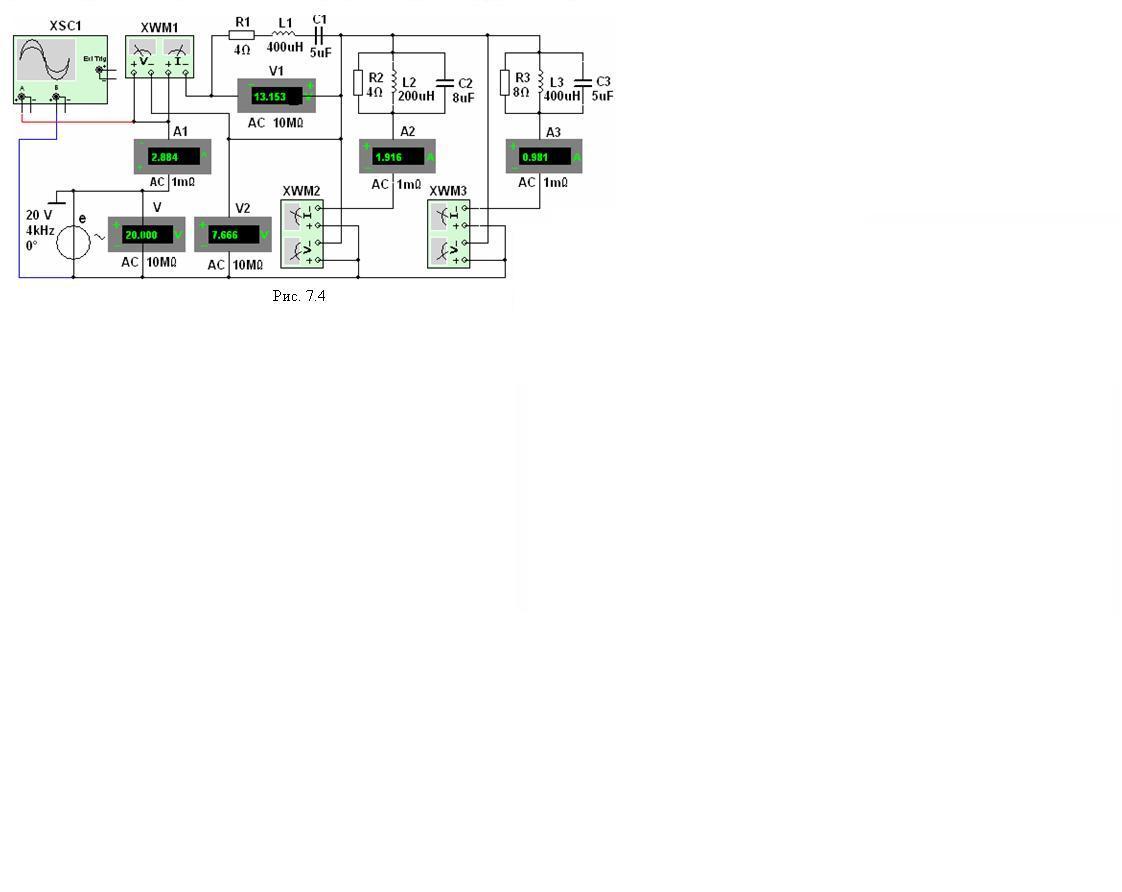 XSC1
Ext Trig
A B
XWM1
V I
R1 L1 C1
4Ω 400uH 5uF
V1
13.153
AC 10MΩ
A1
2.884 A
AC 1mΩ
R2 L2 C2
4Ω 200uH 8uF
R3 L3 C3
8Ω 400uH 5uF
A2
1.916 A
AC 1mΩ
A3
0.981 A
AC 1mΩ
XWM2
I
V
XWM3
I
V
20 V
4kHz
0°
e
V
20.000 V
AC 10MΩ
V2
7.666 V
AC 10MΩ
Рис. 7.4